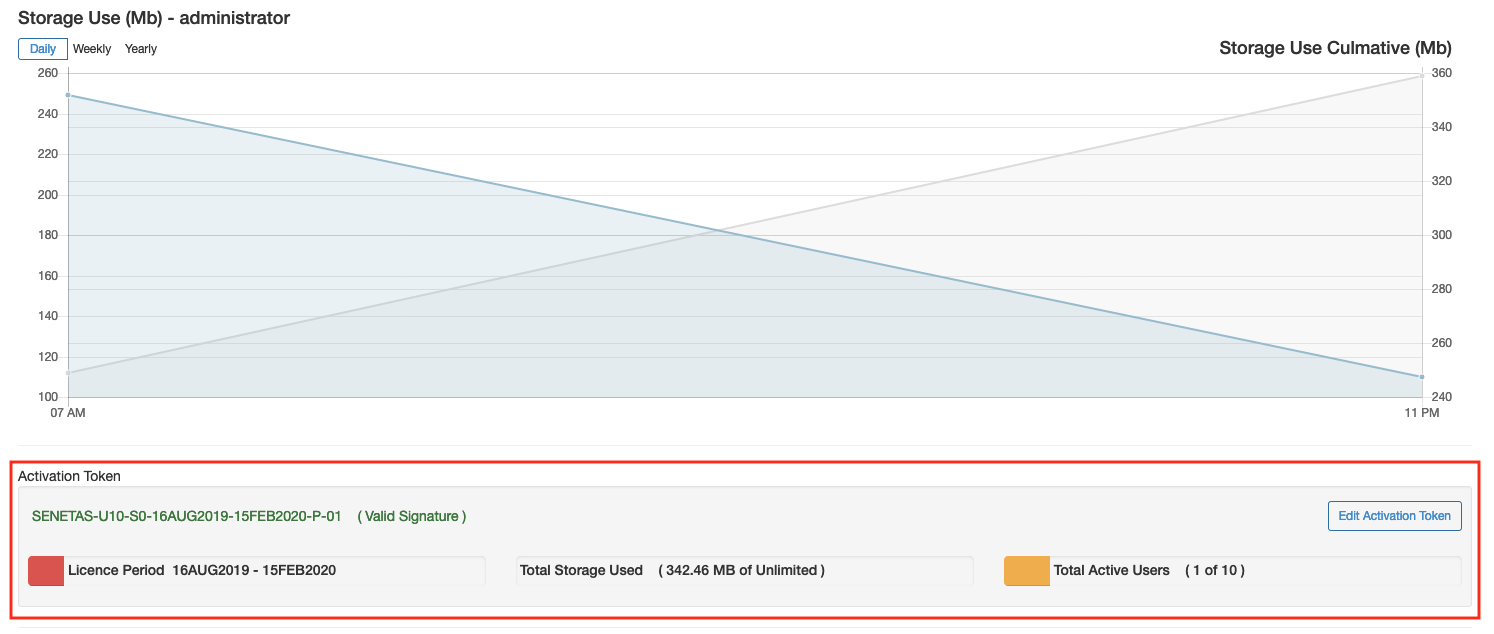 Storage Use (Mb) - administrator
Daily Weekly Yearly
Storage Use Culmative (Mb)
260 360
240 340
220 320
200
180 300
160 280
140 260
120
100 240
07 AM 11 PM
Activation Token
SENETAS-U10-S0-16AUG2019-15FEB2020-P-01 ( Valid Signature )
Edit Activation Token
Licence Period 16AUG2019 - 15FEB2020 Total Storage Used ( 342.46 MB of Unlimited ) Total Active Users ( 1 of 10 )